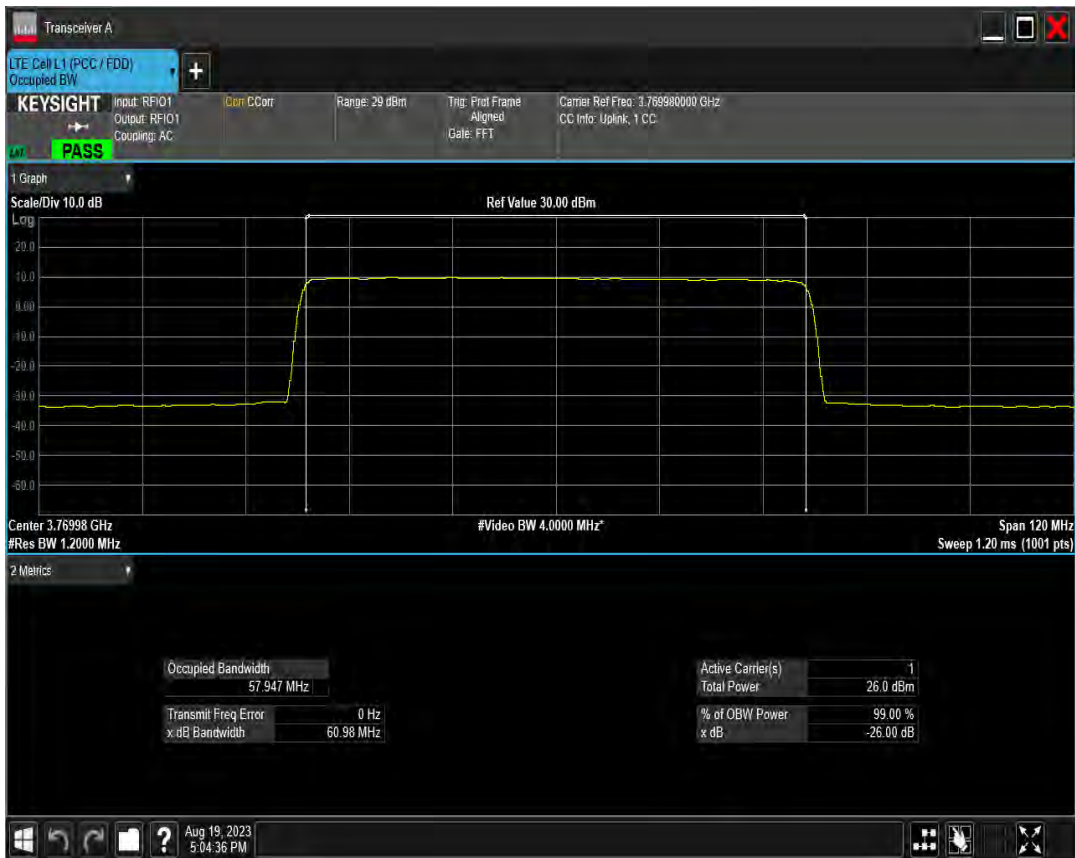 Transceiver A
LTE Cell L1 (PCC / FDD)
Occupied BW
+
KEYSIGHT
PASS
Input: RFIO1
Output: RFIO1
Coupling: AC
Corr CCorr
Range: 29 dBm
Trig: Prot Frame
Aligned
Gate: FFT
Carrier Ref Freq: 3.769980000 GHz
CC Info: Uplink, 1 CC
1 Graph
Scale/Div 10.0 dB
Ref Value 30.00 dBm
Log
20.0
10.0
0.00
-10.0
-20.0
-30.0
-40.0
-60.0
Center 3.76998 GHz
#Video BW 4.0000 MHz*
Span 120 MHz
#Res BW 1.2000 MHz
Sweep 1.20 ms (1001 pts)
2 Metrics
Occupied Bandwidth
57.947 MHz
Transmit Freq Error 0 Hz
x dB Bandwidth 60.98 MHz
Active Carrier(s) 1
Total Power 26.0 dBm
% of OBW Power 99.00 %
x dB -26.00 dB
?
Aug 19, 2023
5:04:36 PM